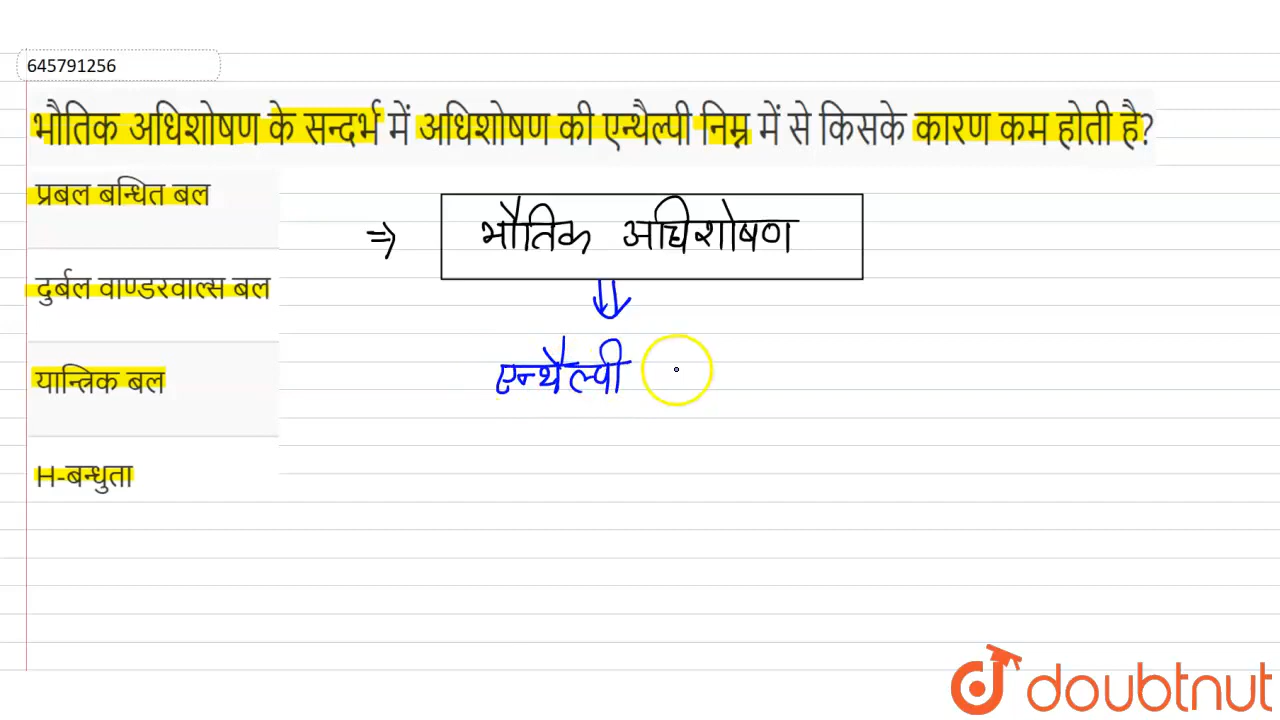 645791256
भौतिक अधिशोषण के सन्दर्भ में अधिशोषण की एन्थैल्पी निम्न में से किसके कारण कम होती है?
प्रबल बन्धित बल
⇒ भौतिक अधिशोषण
दुर्बल वाण्डरवाल्स बल
एन्थैल्पी
यान्त्रिक बल
H-बन्धुता
doubtnut